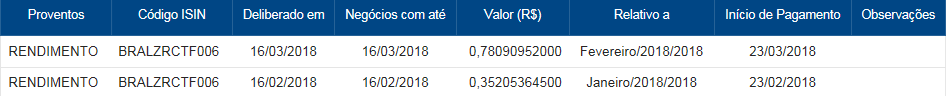 Proventos Código ISIN Deliberado em Negócios com até Valor (R$) Relativo a Início de Pagamento Observações
RENDIMENTO BRALZRCTF006 16/03/2018 16/03/2018 0,78090952000 Fevereiro/2018/2018 23/03/2018
RENDIMENTO BRALZRCTF006 16/02/2018 16/02/2018 0,35205364500 Janeiro/2018/2018 23/02/2018